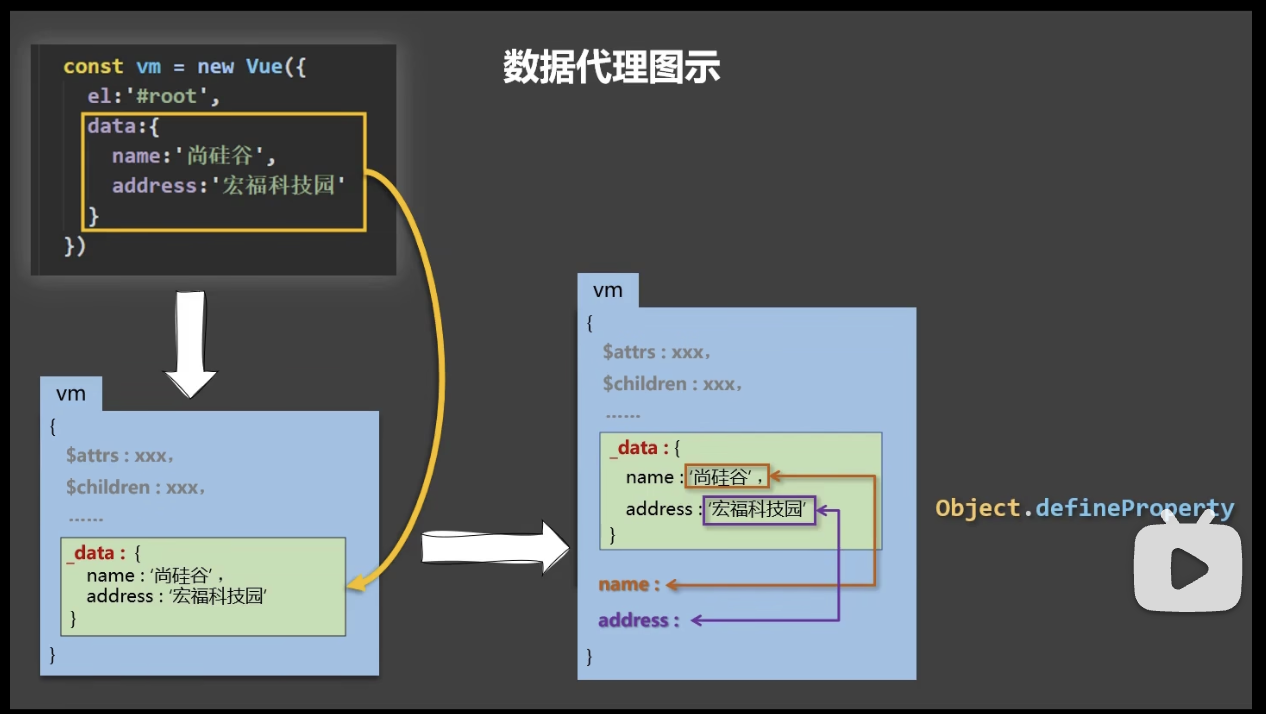 数据代理图示
const vm = new Vue({
el:'#root',
data:{
name:'尚硅谷',
address:'宏福科技园'
}
})
vm
{
$attrs : xxx,
$children : xxx,
……
_data : {
name : ‘尚硅谷’,
address : ‘宏福科技园’
}
}
vm
{
$attrs : xxx,
$children : xxx,
……
_data : {
name : ‘尚硅谷’,
address : ‘宏福科技园’
}
name :
address :
}
Object.defineProperty